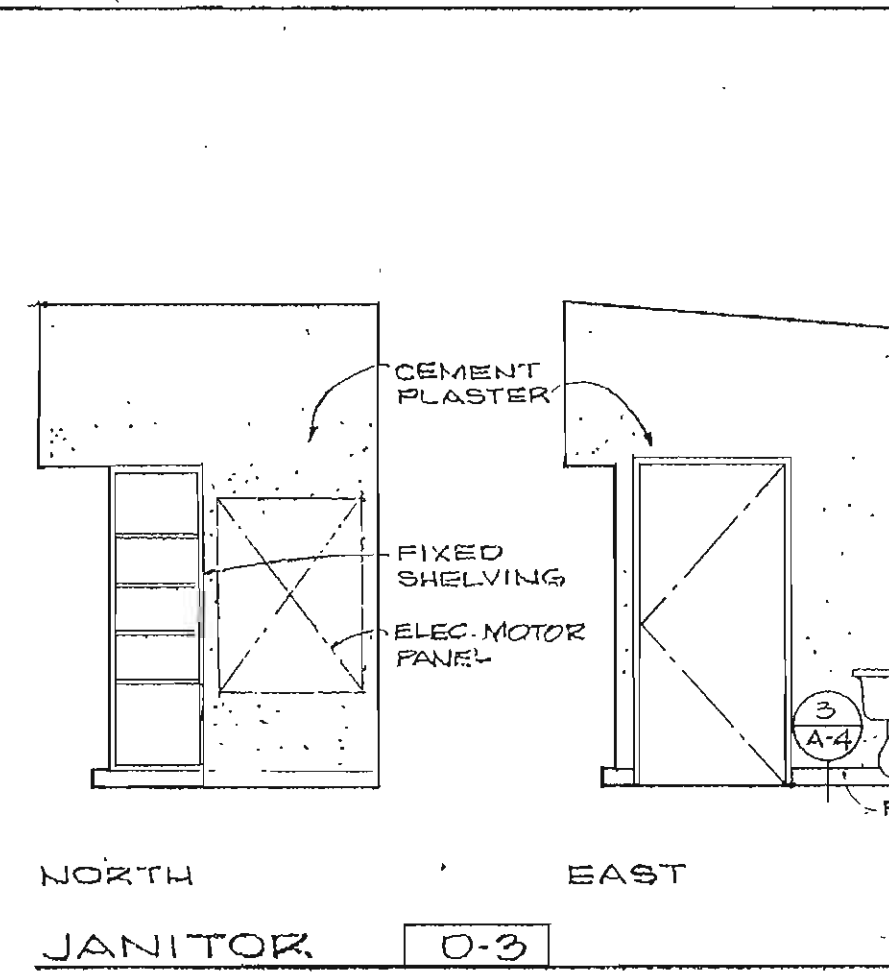 CEMENT
PLASTER
FIXED
SHELVING
ELEC. MOTOR
PANEL
3
A-4
NORTH
EAST
JANITOR.
D-3